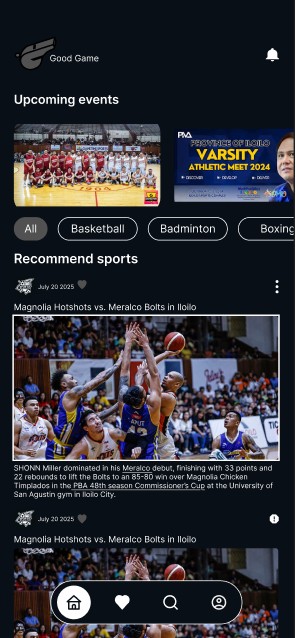 Good Game
Upcoming events
PROVINCE OF ILOILO
VARSITY
ATHLETIC MEET 2024
DISCOVER DEVELOP
All
Basketball
Badminton
Boxing
Recommend sports
July 20 2025
Magnolia Hotshots vs. Meralco Bolts in Iloilo
SHONN Miller dominated in his Meralco debut, finishing with 33 points and
22 rebounds to lift the Bolts to an 85-80 win over Magnolia Chicken
Timplados in the PBA 48th season Commissioner's Cup at the University of
San Agustin gym in Iloilo City.
July 20 2025
Magnolia Hotshots vs. Meralco Bolts in Iloilo